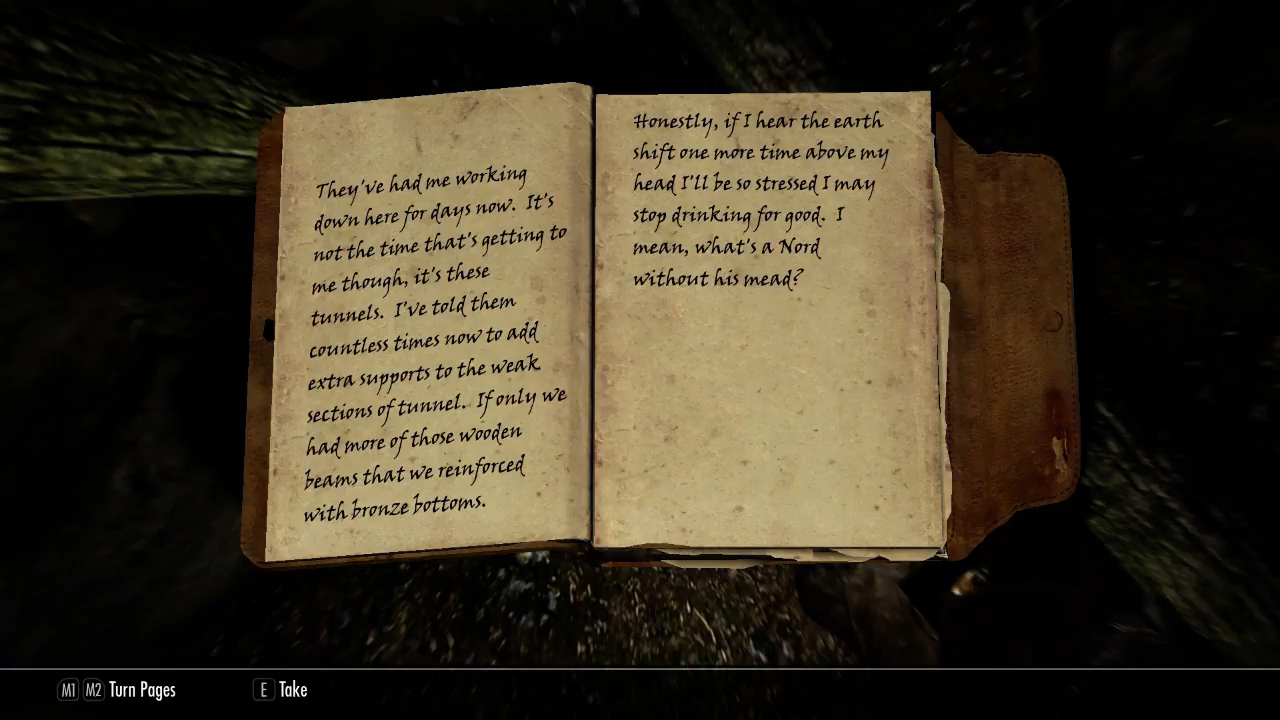 They've had me working
down here for days now. It's
not the time that's getting to
me though, it's these
tunnels. I've told them
countless times now to add
extra supports to the weak
sections of tunnel. If only we
had more of those wooden
beams that we reinforced
with bronze bottoms.
Honestly, if I hear the earth
shift one more time above my
head I'll be so stressed I may
stop drinking for good. I
mean, what's a Nord
without his mead?
M1 M2 Turn Pages
E Take